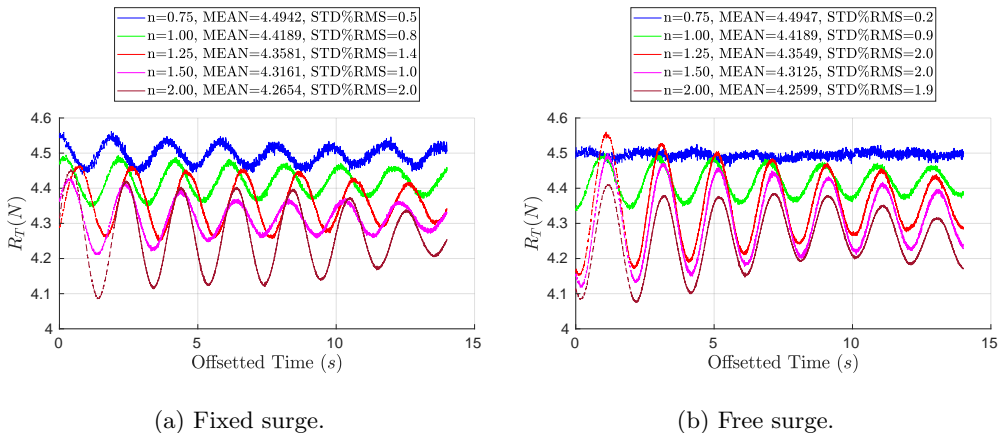 n=0.75, MEAN=4.4942, STD%RMS=0.5
n=1.00, MEAN=4.4189, STD%RMS=0.8
n=1.25, MEAN=4.3581, STD%RMS=1.4
n=1.50, MEAN=4.3161, STD%RMS=1.0
n=2.00, MEAN=4.2654, STD%RMS=2.0
4.6
4.5
4.4
4.3
4.2
4.1
4
R_T(N)
0 5 10 15
Offsetted Time (s)
(a) Fixed surge.
n=0.75, MEAN=4.4947, STD%RMS=0.2
n=1.00, MEAN=4.4189, STD%RMS=0.9
n=1.25, MEAN=4.3549, STD%RMS=2.0
n=1.50, MEAN=4.3125, STD%RMS=2.0
n=2.00, MEAN=4.2599, STD%RMS=1.9
4.6
4.5
4.4
4.3
4.2
4.1
4
R_T(N)
0 5 10 15
Offsetted Time (s)
(b) Free surge.